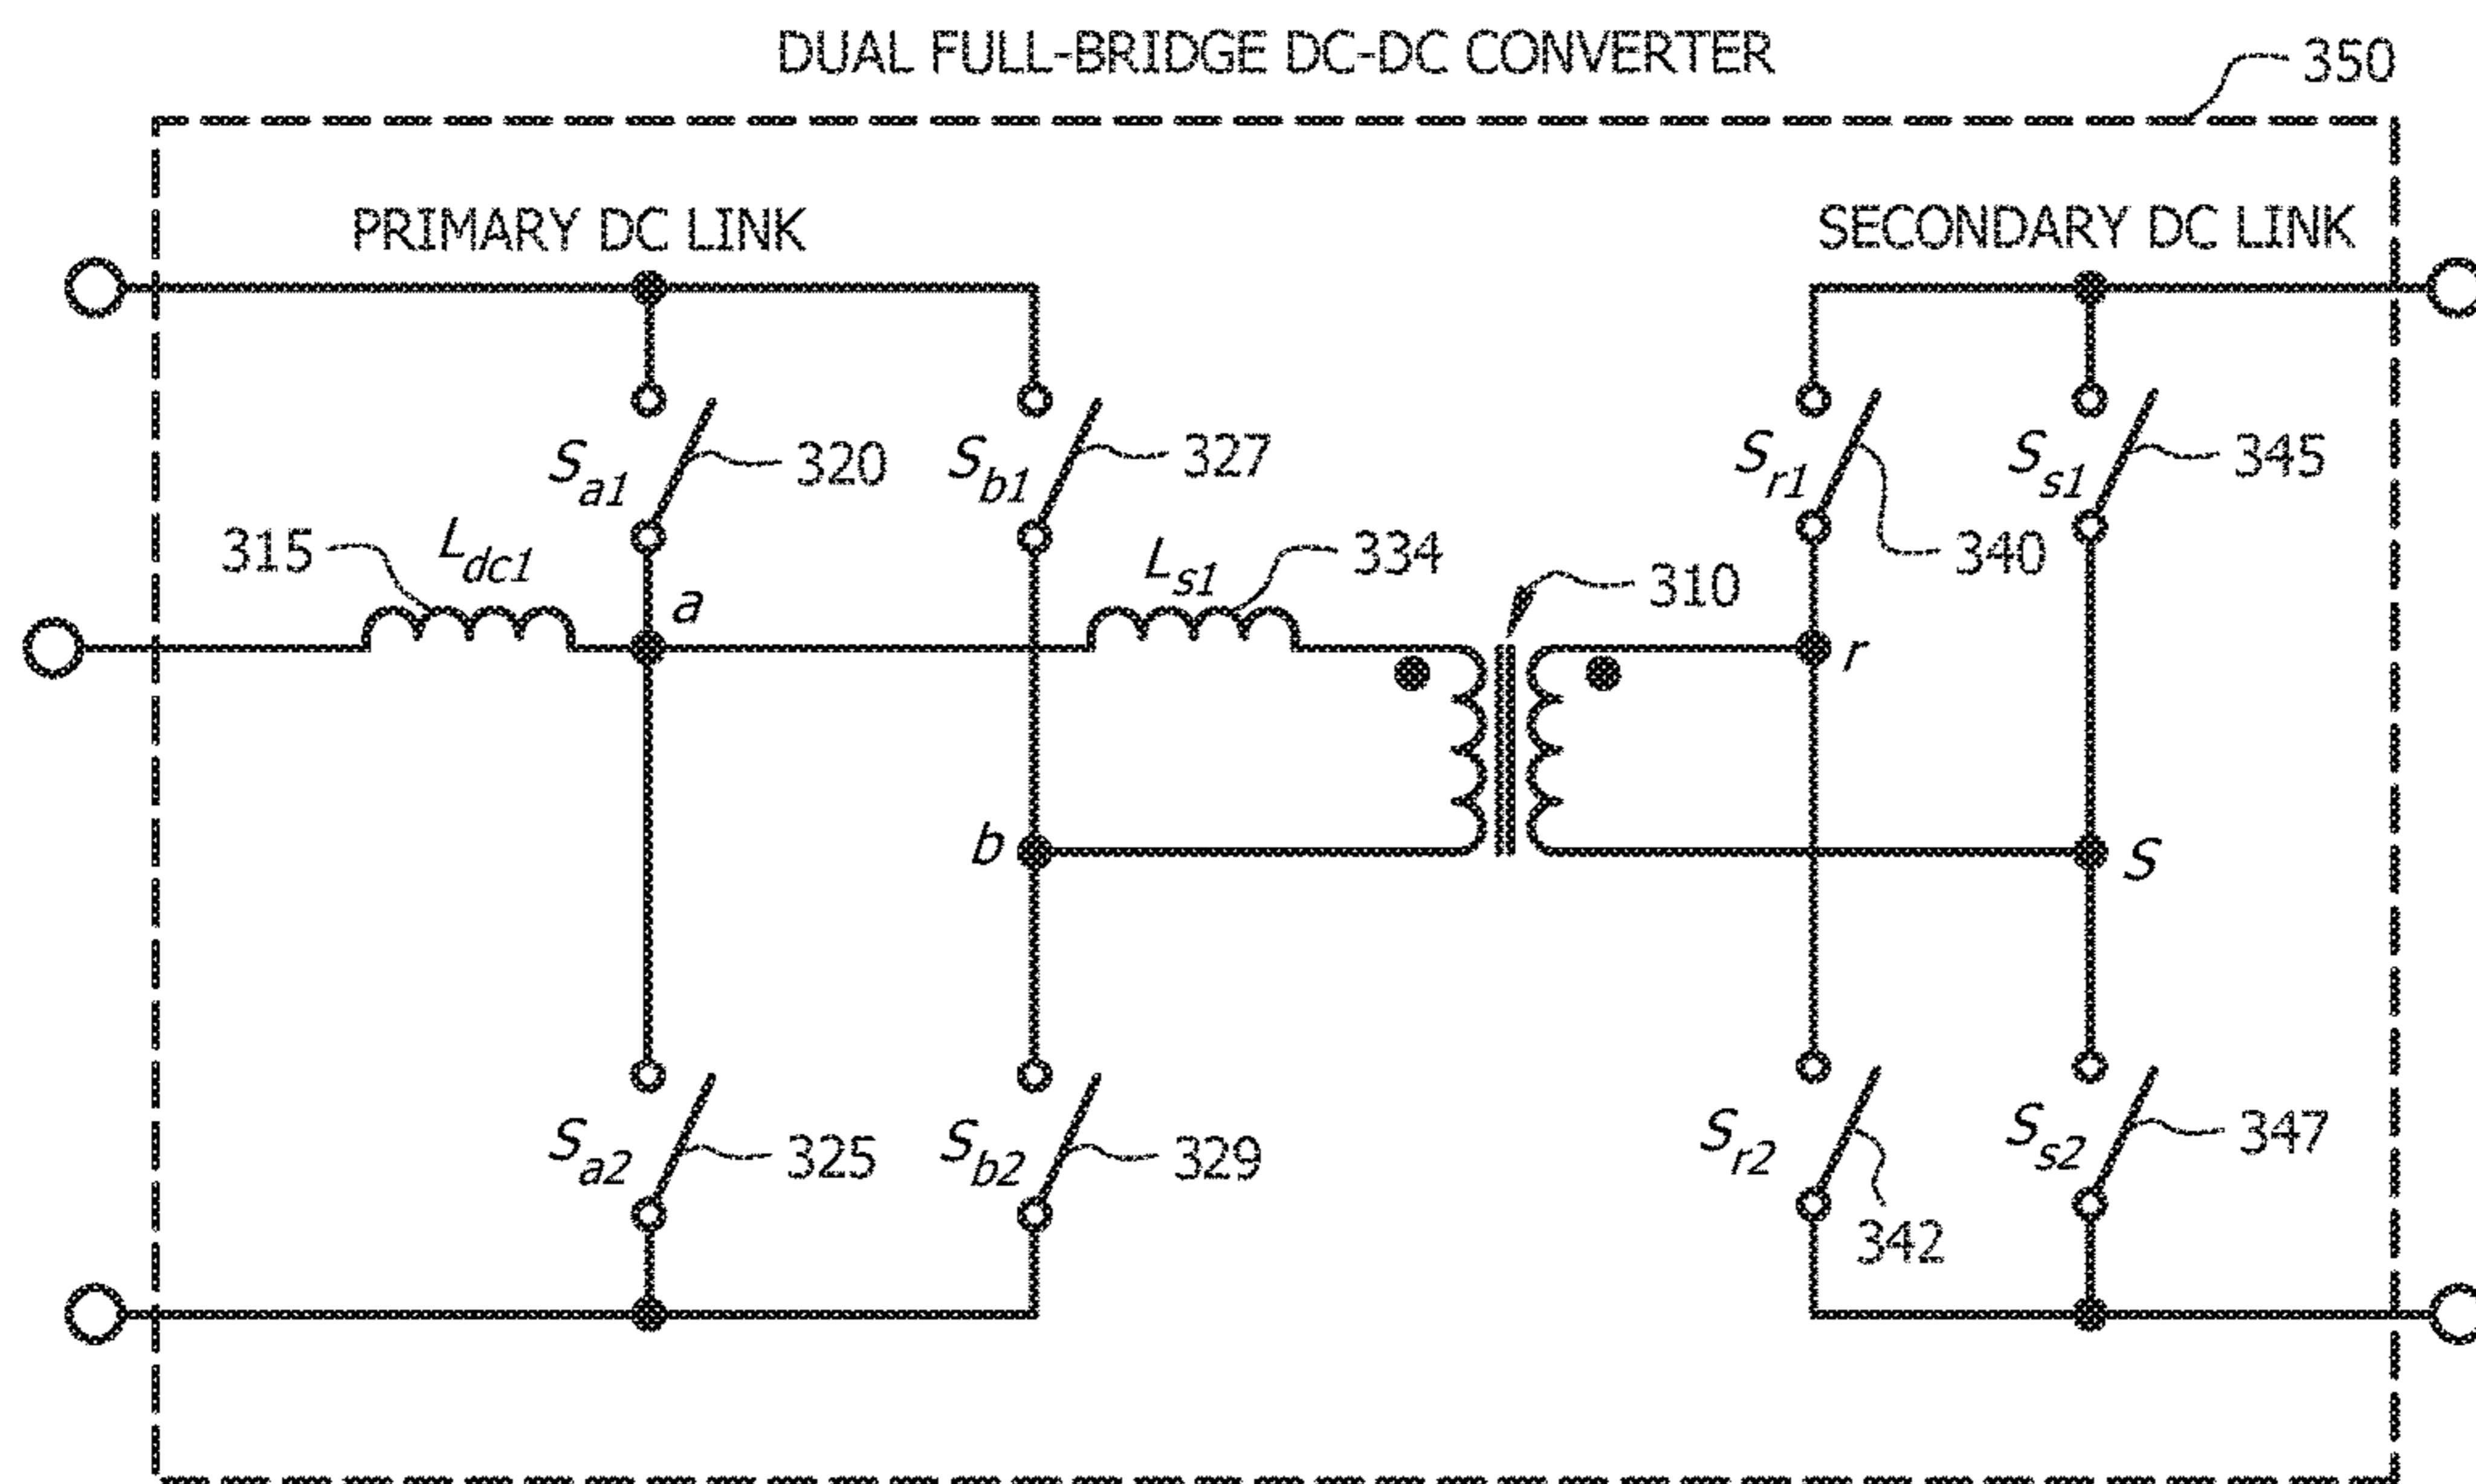 DUAL FULL-BRIDGE DC-DC CONVERTER
350
PRIMARY DC LINK
SECONDARY DC LINK
Sa1
320
Sb1
327
Sr1
340
Ss1
345
315
Ldc1
a
Ls1
334
310
r
b
S
Sa2
325
Sb2
329
Sr2
342
Ss2
347